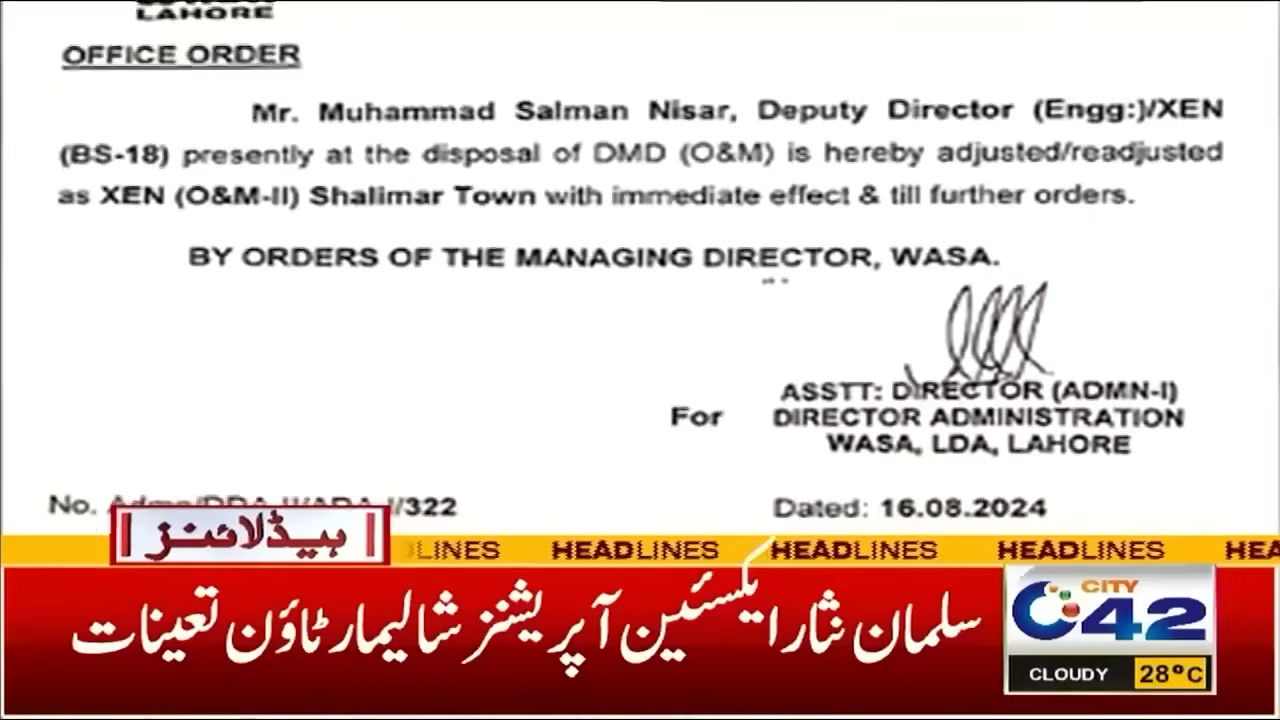 LAHORE
OFFICE ORDER
Mr. Muhammad Salman Nisar, Deputy Director (Engg:)/XEN
(BS-18) presently at the disposal of DMD (O&M) is hereby adjusted/readjusted
as XEN (O&M-II) Shalimar Town with immediate effect & till further orders.
BY ORDERS OF THE MANAGING DIRECTOR, WASA.
ASSTT: DIRECTOR (ADMN-I)
For DIRECTOR ADMINISTRATION
WASA, LDA, LAHORE
No. /322 Dated: 16.08.2024
ہیڈلائنز
LINES HEADLINES HEADLINES HEADLINES HEA
سلمان نثار ایکسئین آپریشنز شالیمار ٹاؤن تعینات
CITY
42
CLOUDY 28°C